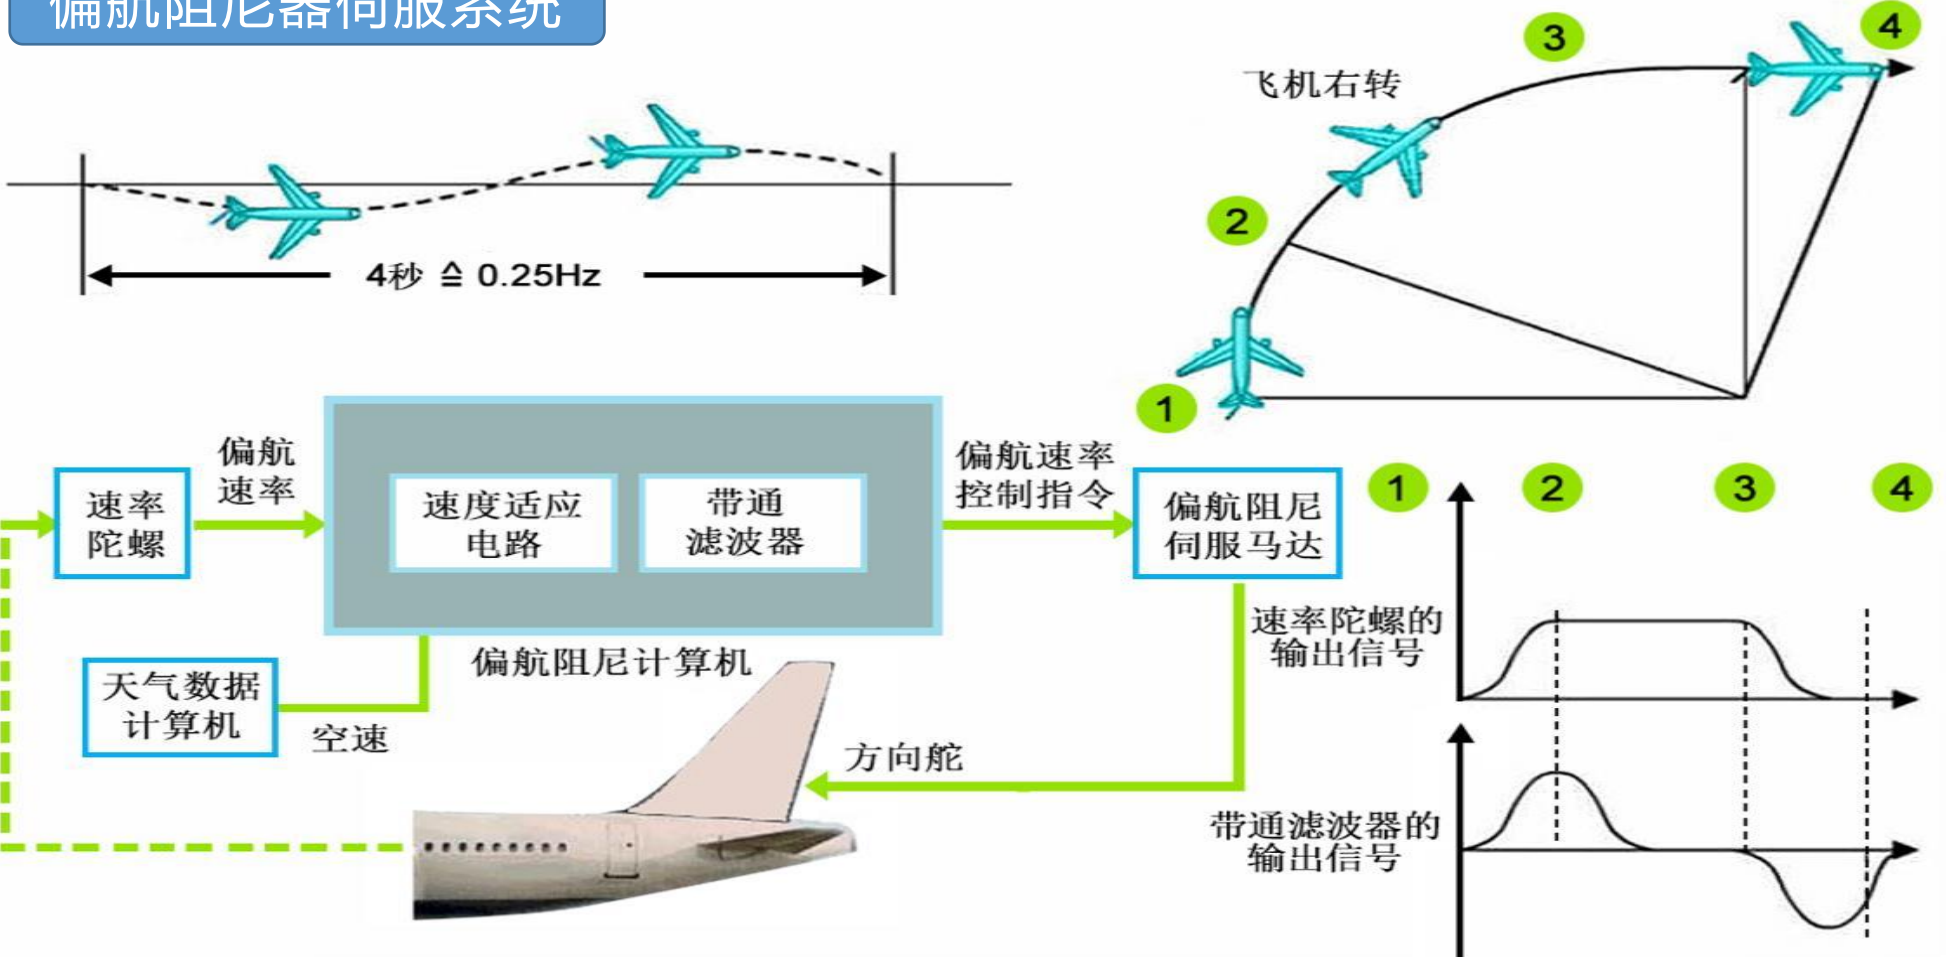 偏航阻尼器伺服系统
4秒 ≙ 0.25Hz
飞机右转
1
2
3
4
速率
陀螺
偏航
速率
速度适应
电路
带通
滤波器
偏航阻尼计算机
偏航速率
控制指令
偏航阻尼
伺服马达
天气数据
计算机
空速
方向舵
1
2
3
4
速率陀螺的
输出信号
带通滤波器的
输出信号